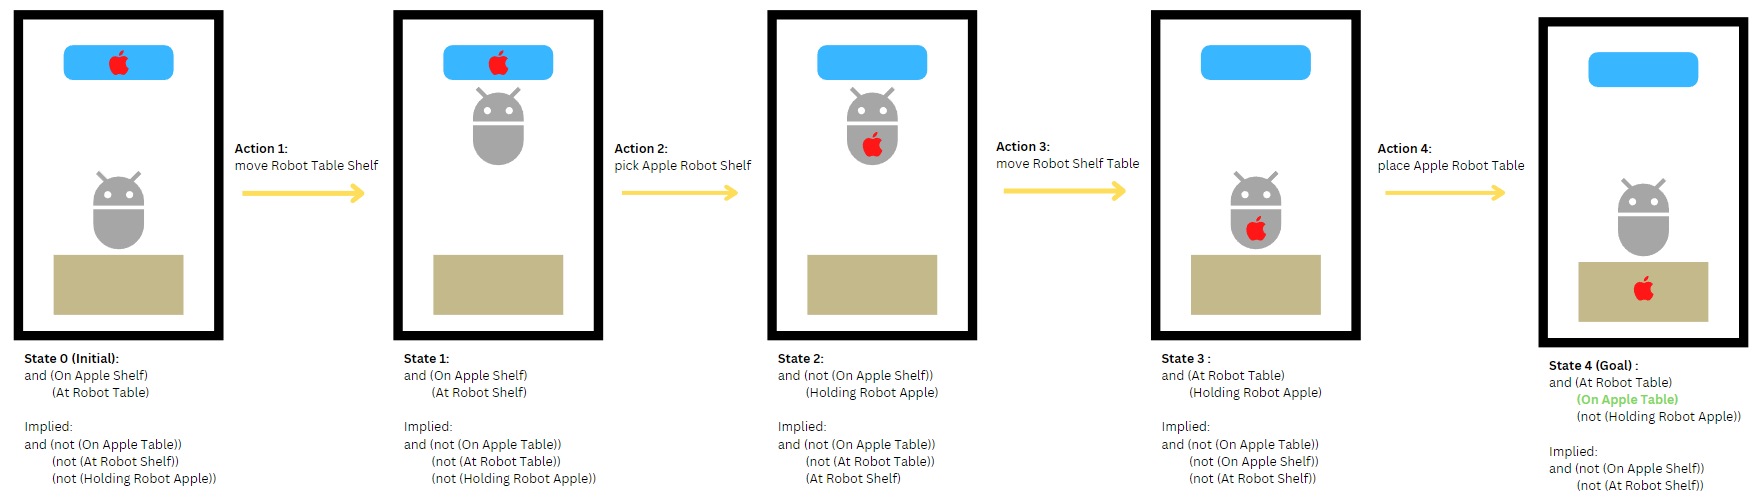 Action 1:
move Robot Table Shelf
Action 2:
pick Apple Robot Shelf
Action 3:
move Robot Shelf Table
Action 4:
place Apple Robot Table
State 0 (Initial):
and (On Apple Shelf)
(At Robot Table)
Implied:
and (not (On Apple Table))
(not (At Robot Shelf))
(not (Holding Robot Apple))
State 1:
and (On Apple Shelf)
(At Robot Shelf)
Implied:
and (not (On Apple Table))
(not (At Robot Table))
(not (Holding Robot Apple))
State 2:
and (not (On Apple Shelf))
(Holding Robot Apple)
Implied:
and (not (On Apple Table))
(not (At Robot Table))
(At Robot Shelf)
State 3 :
and (At Robot Table)
(Holding Robot Apple)
Implied:
and (not (On Apple Table))
(not (On Apple Shelf))
(not (At Robot Shelf))
State 4 (Goal) :
and (At Robot Table)
(On Apple Table)
(not (Holding Robot Apple))
Implied:
and (not (On Apple Shelf))
(not (At Robot Shelf))